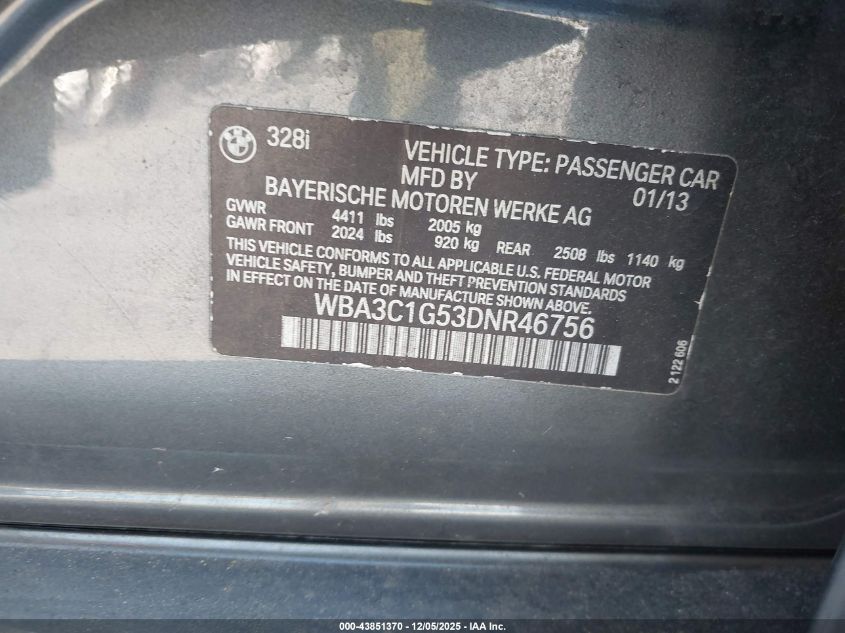 BMW
328i
VEHICLE TYPE: PASSENGER CAR
MFD BY 01/13
BAYERISCHE MOTOREN WERKE AG
GVWR 4411 lbs 2005 kg
GAWR FRONT 2024 lbs 920 kg REAR 2508 lbs 1140 kg
THIS VEHICLE CONFORMS TO ALL APPLICABLE U.S. FEDERAL MOTOR
VEHICLE SAFETY, BUMPER AND THEFT PREVENTION STANDARDS
IN EFFECT ON THE DATE OF MANUFACTURE SHOWN ABOVE.
WBA3C1G53DNR46756
2 122 606
000-43851370 - 12/05/2025 - IAA Inc.